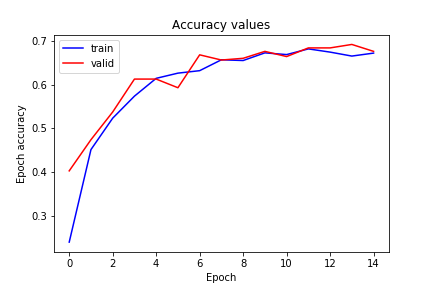 Accuracy values
train
valid
Epoch accuracy
0.7
0.6
0.5
0.4
0.3
0 2 4 6 8 10 12 14
Epoch